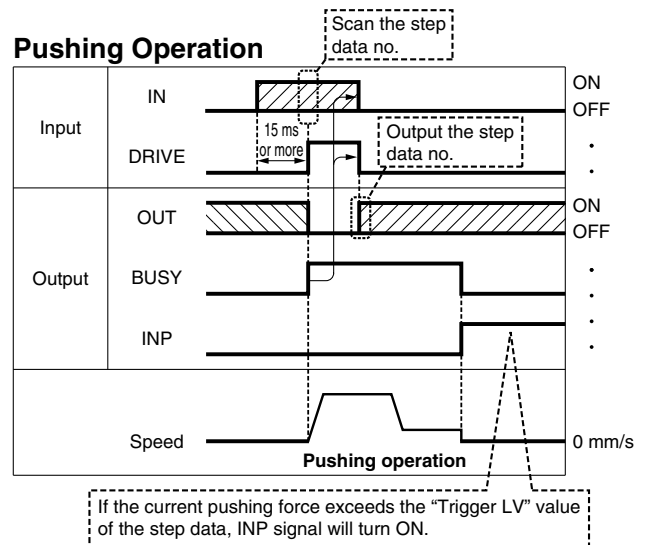 Pushing Operation
Scan the step
data no.
Input
IN
ON
OFF
15 ms
or more
DRIVE
Output the step
data no.
Output
OUT
ON
OFF
BUSY
INP
Speed
0 mm/s
Pushing operation
If the current pushing force exceeds the “Trigger LV” value
of the step data, INP signal will turn ON.